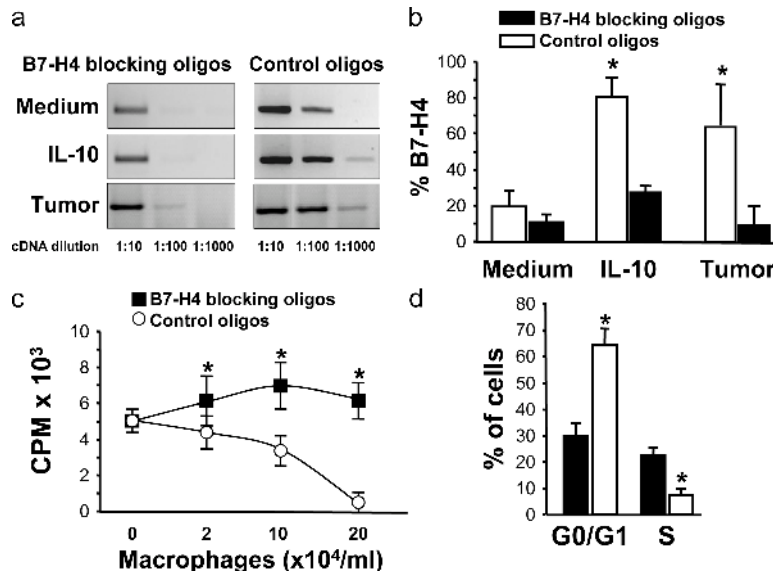 a
B7-H4 blocking oligos Control oligos
Medium
IL-10
Tumor
cDNA dilution 1:10 1:100 1:1000 1:10 1:100 1:1000
b
B7-H4 blocking oligos
Control oligos
% B7-H4
100
80
60
40
20
0
* *
Medium IL-10 Tumor
c
B7-H4 blocking oligos
Control oligos
CPM x 10³
8
6
4
2
0
* * *
0 2 10 20
Macrophages (x10⁴/ml)
d
% of cells
80
70
60
50
40
30
20
10
0
*
*
G0/G1 S